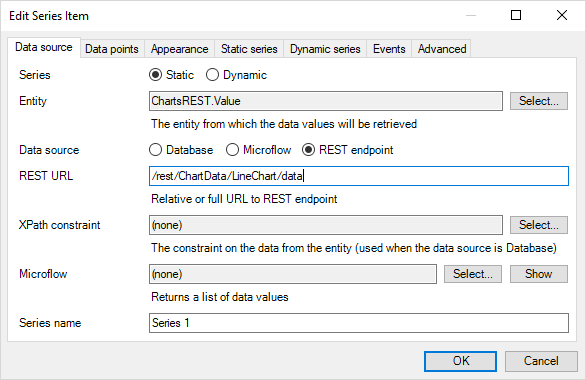 Edit Series Item
Data source Data points Appearance Static series Dynamic series Events Advanced
Series Static Dynamic
Entity ChartsREST.Value Select...
The entity from which the data values will be retrieved
Data source Database Microflow REST endpoint
REST URL /rest/ChartData/LineChart/data
Relative or full URL to REST endpoint
XPath constraint (none) Select...
The constraint on the data from the entity (used when the data source is Database)
Microflow (none) Select... Show
Returns a list of data values
Series name Series 1
OK Cancel